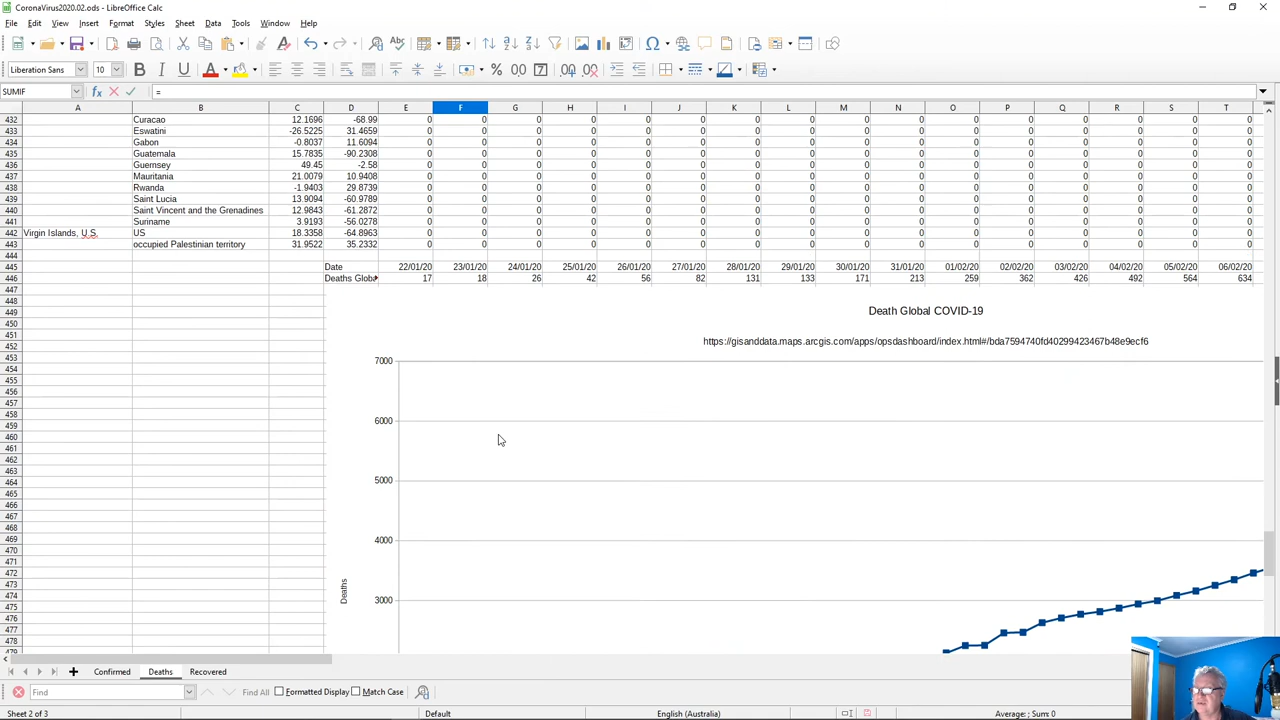 CoronaVirus2020.02.ods - LibreOffice Calc
File Edit View Insert Format Styles Sheet Data Tools Window Help
Liberation Sans 10
SUMIF =
A B C D E F G H I J K L M N O P Q R S T
432 Curacao 12.1696 -68.99 0 0 0 0 0 0 0 0 0 0 0 0 0 0 0 0
433 Eswatini -26.5225 31.4659 0 0 0 0 0 0 0 0 0 0 0 0 0 0 0 0
434 Gabon -0.8037 11.6094 0 0 0 0 0 0 0 0 0 0 0 0 0 0 0 0
435 Guatemala 15.7835 -90.2308 0 0 0 0 0 0 0 0 0 0 0 0 0 0 0 0
436 Guernsey 49.45 -2.58 0 0 0 0 0 0 0 0 0 0 0 0 0 0 0 0
437 Mauritania 21.0079 10.9408 0 0 0 0 0 0 0 0 0 0 0 0 0 0 0 0
438 Rwanda -1.9403 29.8739 0 0 0 0 0 0 0 0 0 0 0 0 0 0 0 0
439 Saint Lucia 13.9094 -60.9789 0 0 0 0 0 0 0 0 0 0 0 0 0 0 0 0
440 Saint Vincent and the Grenadines 12.9843 -61.2872 0 0 0 0 0 0 0 0 0 0 0 0 0 0 0 0
441 Suriname 3.9193 -56.0278 0 0 0 0 0 0 0 0 0 0 0 0 0 0 0 0
442 Virgin Islands, U.S. US 18.3358 -64.8963 0 0 0 0 0 0 0 0 0 0 0 0 0 0 0 0
443 occupied Palestinian territory 31.9522 35.2332 0 0 0 0 0 0 0 0 0 0 0 0 0 0 0 0
444
445 Date 22/01/20 23/01/20 24/01/20 25/01/20 26/01/20 27/01/20 28/01/20 29/01/20 30/01/20 31/01/20 01/02/20 02/02/20 03/02/20 04/02/20 05/02/20 06/02/20
446 Deaths Globa 17 18 26 42 56 82 131 133 171 213 259 362 426 492 564 634
447
448
449 Death Global COVID-19
450
451
452 https://gisanddata.maps.arcgis.com/apps/opsdashboard/index.html#/bda7594740fd40299423467b48e9ecf6
453
454 7000
455
456
457
458
459 6000
460
461
462
463
464 5000
465
466
467
468
469
470 4000
471
472
473
474 Deaths
475 3000
476
477
478
479
Confirmed Deaths Recovered
Find Find All Formatted Display Match Case
Sheet 2 of 3 Default English (Australia) Average: ; Sum: 0